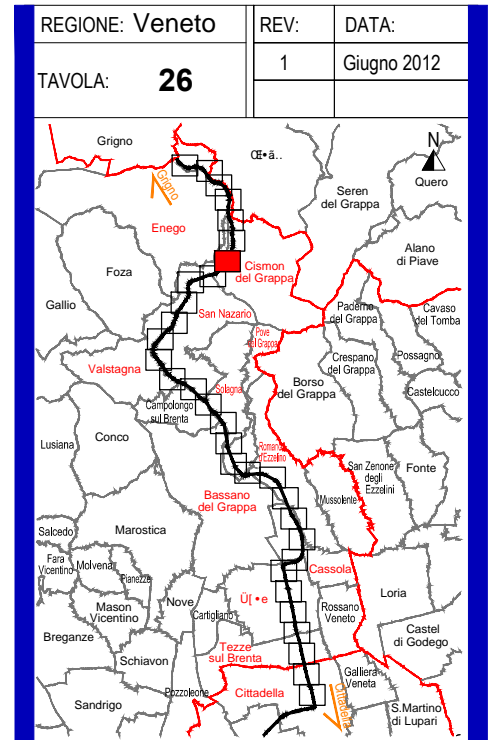 REGIONE: Veneto
REV:
DATA:
TAVOLA: 26
1
Giugno 2012
Grigno
N
Quero
Grigno
Seren
del Grappa
Enego
Alano
di Piave
Foza
Cismon
del Grappa
Gallio
San Nazario
Paderno
del Grappa
Cavaso
del Tomba
Pove
del Grappa
Crespano
del Grappa
Possagno
Valstagna
Solagna
Borso
del Grappa
Castelcucco
Campolongo
sul Brenta
Lusiana
Conco
Romano
d'Ezzelino
San Zenone
degli
Ezzelini
Fonte
Bassano
del Grappa
Mussolente
Salcedo
Marostica
Fara
Vicentino
Molvena
Pianezze
Cassola
Loria
Mason
Vicentino
Nove
Cartigliano
Rossano
Veneto
Breganze
Castel
di Godego
Schiavon
Tezze
sul Brenta
Galliera
Veneta
Pozzoleone
Cittadella
Cittadella
Sandrigo
S.Martino
di Lupari